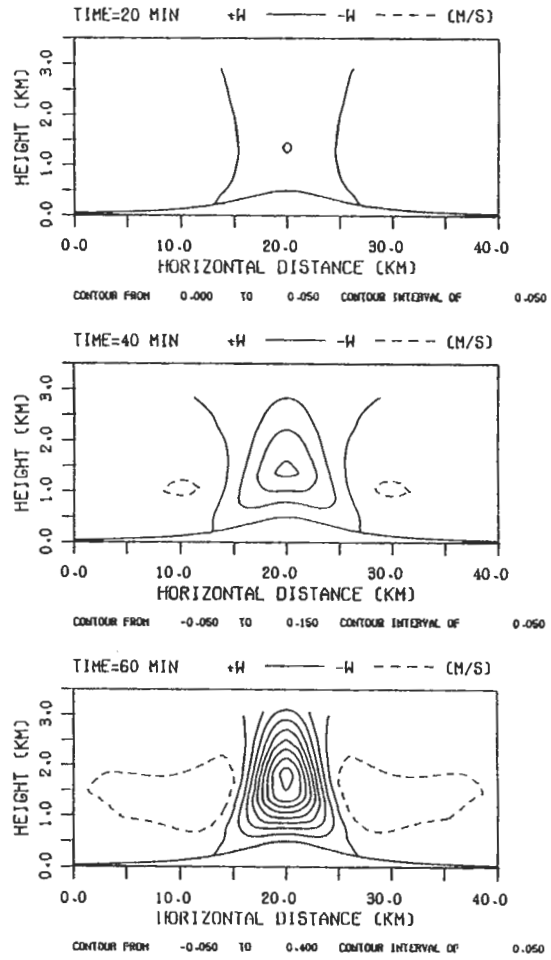 TIME=20 MIN +W -W (M/S)
HEIGHT (KM)
3.0
2.0
1.0
0.0
0.0 10.0 20.0 30.0 40.0
HORIZONTAL DISTANCE (KM)
CONTOUR FROM 0.000 TO 0.050 CONTOUR INTERVAL OF 0.050
TIME=40 MIN +W -W (M/S)
HEIGHT (KM)
3.0
2.0
1.0
0.0
0.0 10.0 20.0 30.0 40.0
HORIZONTAL DISTANCE (KM)
CONTOUR FROM -0.050 TO 0.150 CONTOUR INTERVAL OF 0.050
TIME=60 MIN +W -W (M/S)
HEIGHT (KM)
3.0
2.0
1.0
0.0
0.0 10.0 20.0 30.0 40.0
HORIZONTAL DISTANCE (KM)
CONTOUR FROM -0.050 TO 0.400 CONTOUR INTERVAL OF 0.050